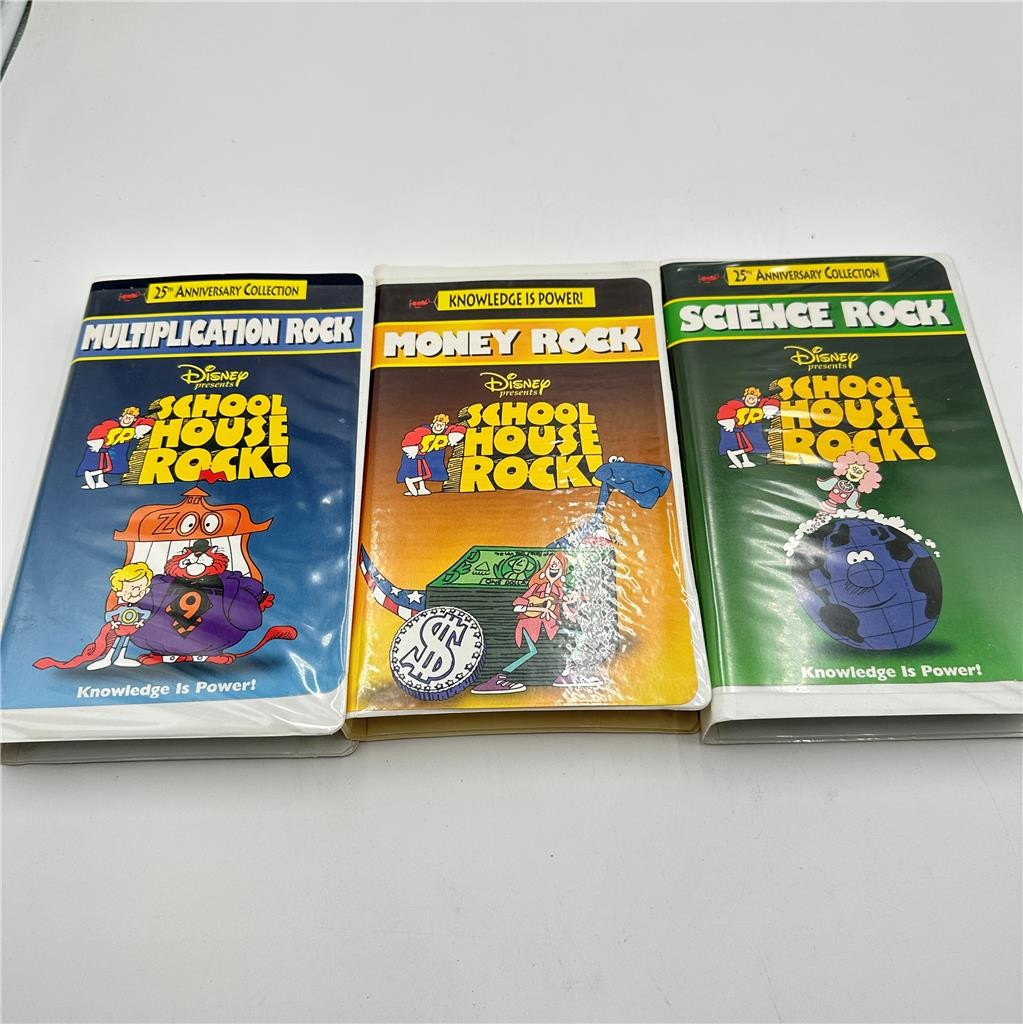 25TH ANNIVERSARY COLLECTION
MULTIPLICATION ROCK
Disney
presents
SCHOOL
HOUSE
ROCK!
ZOO
9
Knowledge Is Power!
KNOWLEDGE IS POWER!
MONEY ROCK
Disney
presents
SCHOOL
HOUSE
ROCK!
ONE DOLLAR
$
25TH ANNIVERSARY COLLECTION
SCIENCE ROCK
Disney
presents
SCHOOL
HOUSE
ROCK!
Knowledge Is Power!